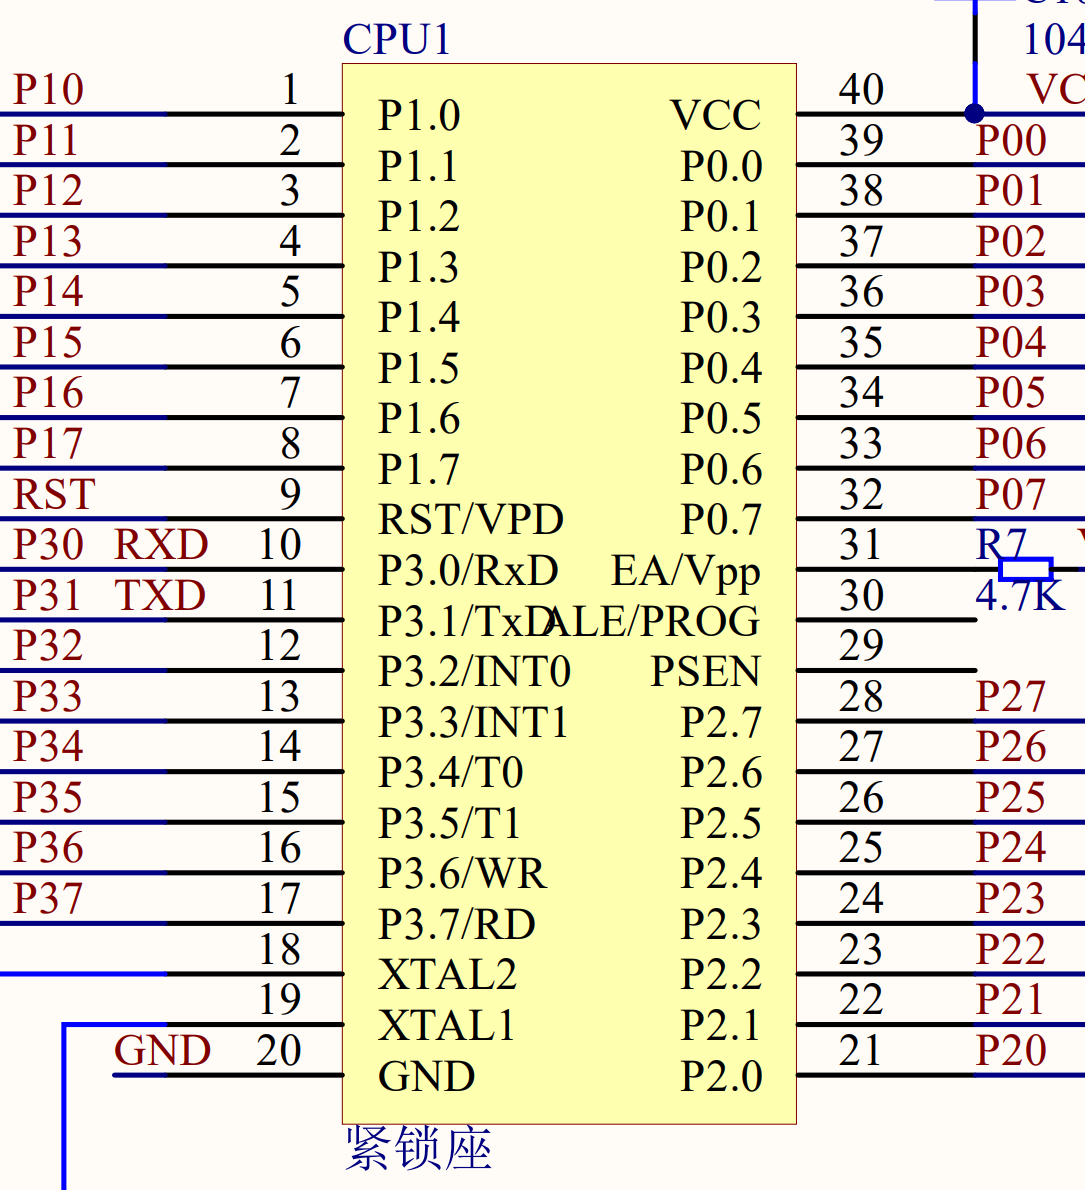 CPU1
104
P10 1 P1.0 VCC 40
P11 2 P1.1 P0.0 39 P00
P12 3 P1.2 P0.1 38 P01
P13 4 P1.3 P0.2 37 P02
P14 5 P1.4 P0.3 36 P03
P15 6 P1.5 P0.4 35 P04
P16 7 P1.6 P0.5 34 P05
P17 8 P1.7 P0.6 33 P06
RST 9 RST/VPD P0.7 32 P07
P30 RXD 10 P3.0/RxD EA/Vpp 31 R7
P31 TXD 11 P3.1/TxD ALE/PROG 30 4.7K
P32 12 P3.2/INT0 PSEN 29
P33 13 P3.3/INT1 P2.7 28 P27
P34 14 P3.4/T0 P2.6 27 P26
P35 15 P3.5/T1 P2.5 26 P25
P36 16 P3.6/WR P2.4 25 P24
P37 17 P3.7/RD P2.3 24 P23
18 XTAL2 P2.2 23 P22
19 XTAL1 P2.1 22 P21
GND 20 GND P2.0 21 P20
紧锁座